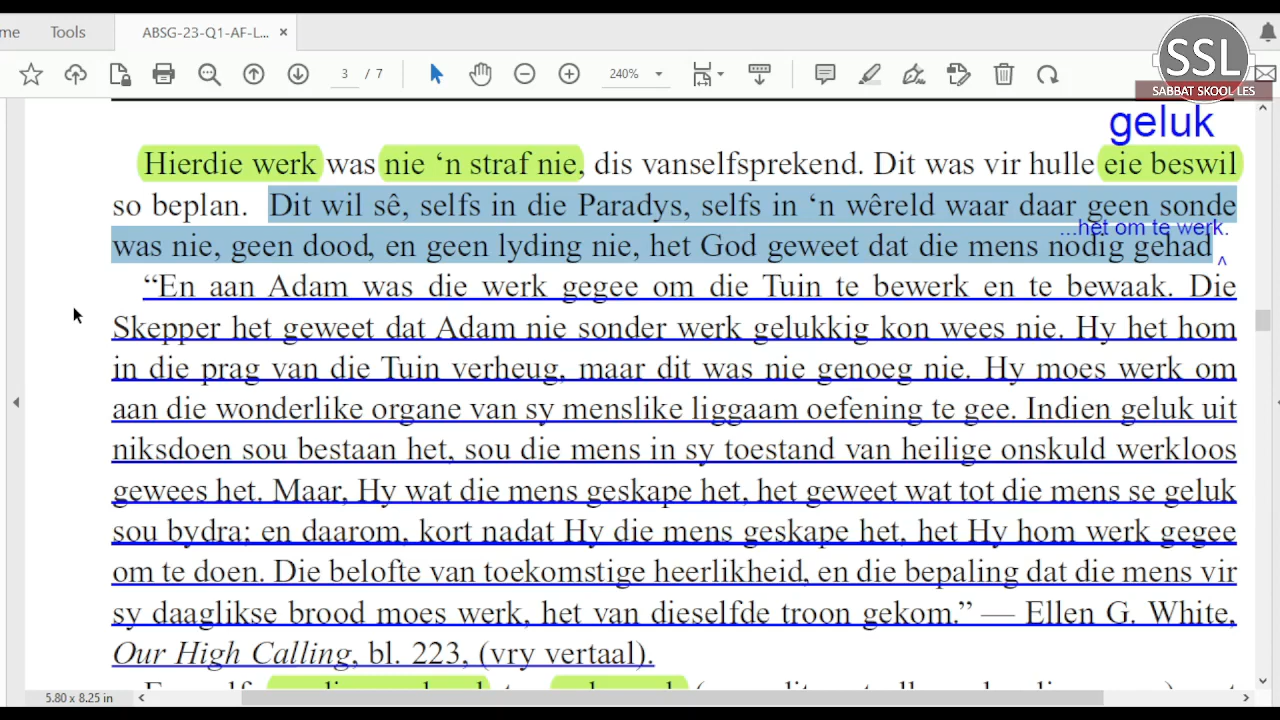 me Tools ABSG-23-Q1-AF-L... ×
SSL
SABBAT SKOOL LES
3 / 7 240%
geluk
Hierdie werk was nie ‘n straf nie, dis vanselfsprekend. Dit was vir hulle eie beswil
so beplan. Dit wil sê, selfs in die Paradys, selfs in ‘n wêreld waar daar geen sonde
...het om te werk.
was nie, geen dood, en geen lyding nie, het God geweet dat die mens nodig gehad
^
“En aan Adam was die werk gegee om die Tuin te bewerk en te bewaak. Die
Skepper het geweet dat Adam nie sonder werk gelukkig kon wees nie. Hy het hom
in die prag van die Tuin verheug, maar dit was nie genoeg nie. Hy moes werk om
aan die wonderlike organe van sy menslike liggaam oefening te gee. Indien geluk uit
niksdoen sou bestaan het, sou die mens in sy toestand van heilige onskuld werkloos
gewees het. Maar, Hy wat die mens geskape het, het geweet wat tot die mens se geluk
sou bydra; en daarom, kort nadat Hy die mens geskape het, het Hy hom werk gegee
om te doen. Die belofte van toekomstige heerlikheid, en die bepaling dat die mens vir
sy daaglikse brood moes werk, het van dieselfde troon gekom.” — Ellen G. White,
Our High Calling, bl. 223, (vry vertaal).
5.80 x 8.25 in